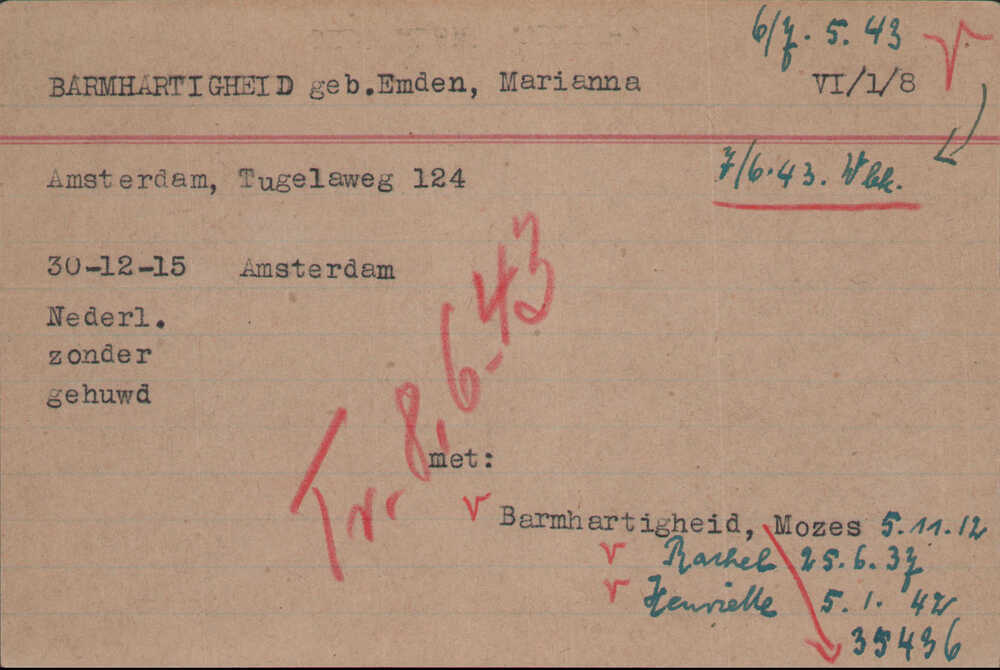 6/7. 5. 43
BARMHARTIGHEID geb.Emden, Marianna VI/1/8
Amsterdam, Tugelaweg 124 7/6.43. Wbk.
30-12-15 Amsterdam
Nederl.
zonder
gehuwd
Tr. 8.6-43
met:
Barmhartigheid, Mozes 5.11.12
Rachel 25.6.37
Henriette 5.1.42
35436